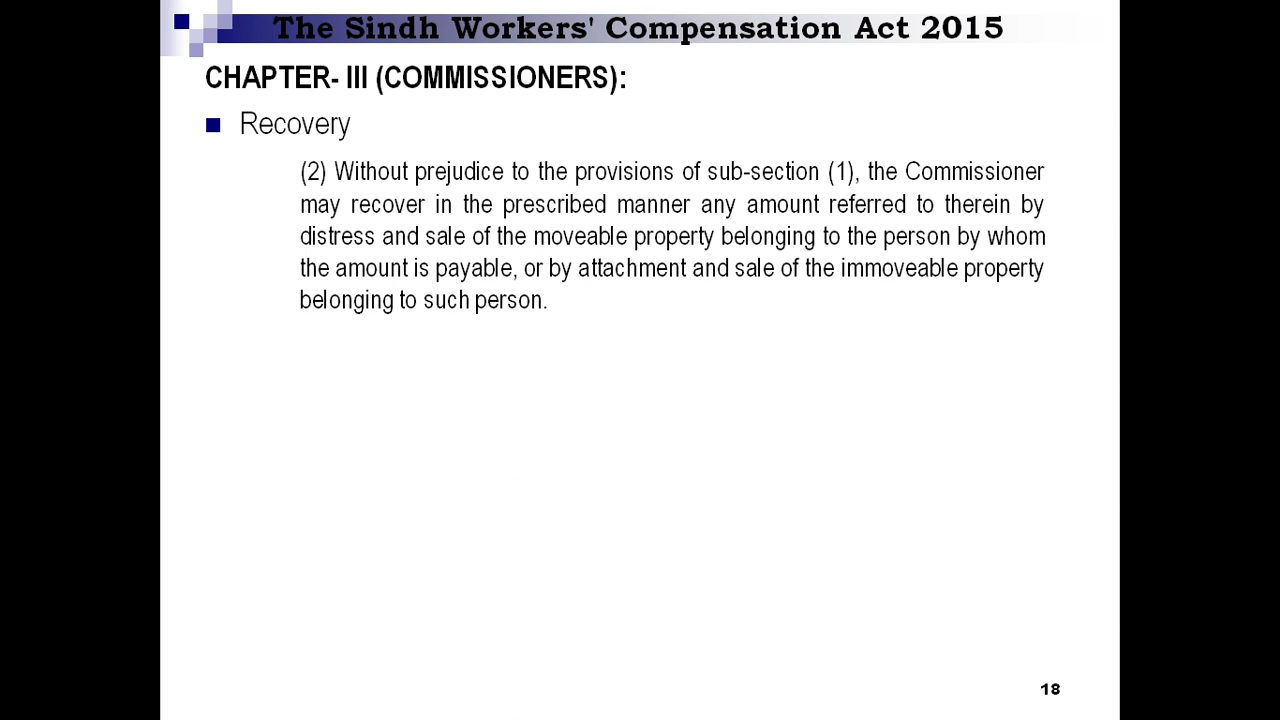 The Sindh Workers' Compensation Act 2015
CHAPTER- III (COMMISSIONERS):
Recovery
(2) Without prejudice to the provisions of sub-section (1), the Commissioner
may recover in the prescribed manner any amount referred to therein by
distress and sale of the moveable property belonging to the person by whom
the amount is payable, or by attachment and sale of the immoveable property
belonging to such person.
18